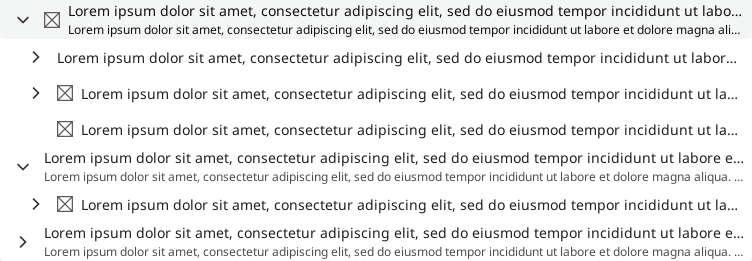 Lorem ipsum dolor sit amet, consectetur adipiscing elit, sed do eiusmod tempor incididunt ut labo...
Lorem ipsum dolor sit amet, consectetur adipiscing elit, sed do eiusmod tempor incididunt ut labore et dolore magna ali...
Lorem ipsum dolor sit amet, consectetur adipiscing elit, sed do eiusmod tempor incididunt ut labor...
Lorem ipsum dolor sit amet, consectetur adipiscing elit, sed do eiusmod tempor incididunt ut la...
Lorem ipsum dolor sit amet, consectetur adipiscing elit, sed do eiusmod tempor incididunt ut la...
Lorem ipsum dolor sit amet, consectetur adipiscing elit, sed do eiusmod tempor incididunt ut labore e...
Lorem ipsum dolor sit amet, consectetur adipiscing elit, sed do eiusmod tempor incididunt ut labore et dolore magna aliqua. ...
Lorem ipsum dolor sit amet, consectetur adipiscing elit, sed do eiusmod tempor incididunt ut la...
Lorem ipsum dolor sit amet, consectetur adipiscing elit, sed do eiusmod tempor incididunt ut labore e...
Lorem ipsum dolor sit amet, consectetur adipiscing elit, sed do eiusmod tempor incididunt ut labore et dolore magna aliqua. ...